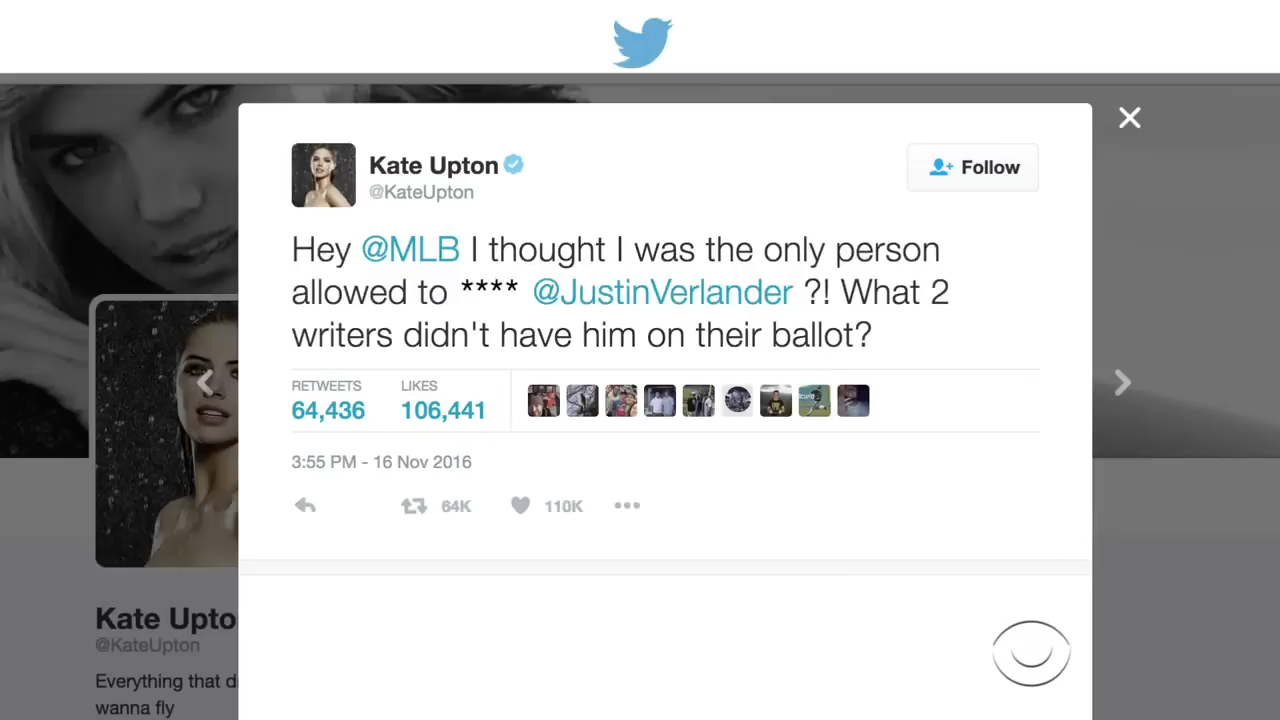 Kate Upton
@KateUpton
Follow
Hey @MLB I thought I was the only person
allowed to **** @JustinVerlander ?! What 2
writers didn't have him on their ballot?
RETWEETS
64,436
LIKES
106,441
3:55 PM - 16 Nov 2016
64K
110K
Kate Upto
@KateUpton
Everything that d
wanna fly